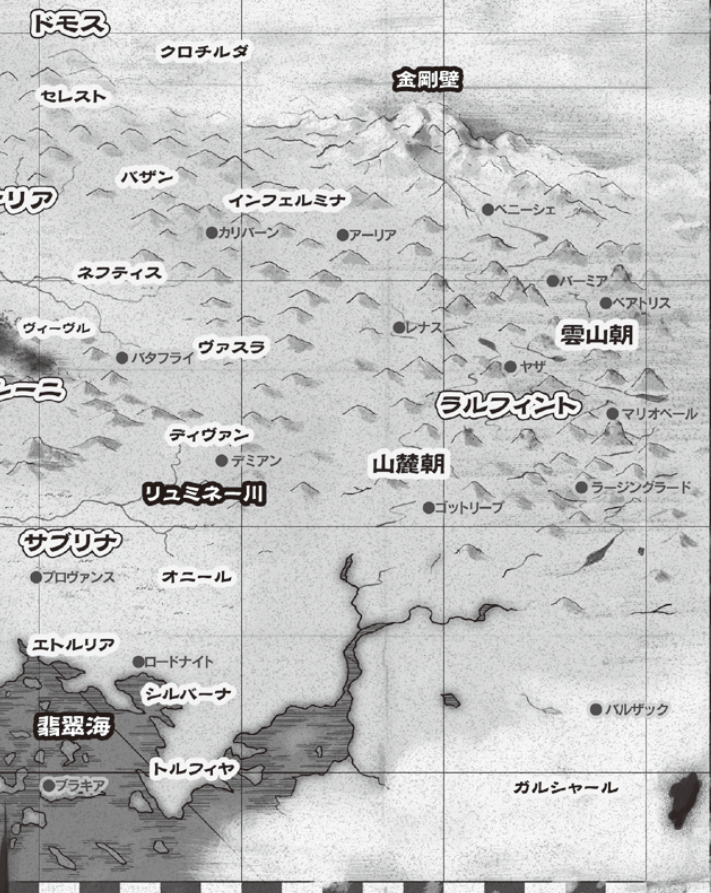 ドモス
クロチルダ
金剛壁
セレスト
バザン
リア
インフェルミナ
ベニーシェ
カリバーン
アーリア
ネフティス
バーミア
ベアトリス
ヴィーヴル
レナス
雲山朝
バタフライ
ヴァスラ
ヤザ
レーニ
ラルフィント
マリオペール
ディヴァン
デミアン
山麓朝
リュミネー川
ラージングラード
ゴットリープ
サブリナ
プロヴァンス
オニール
エトルリア
ロードナイト
シルバーナ
翡翠海
バルザック
トルフィヤ
ブラキア
ガルシャール